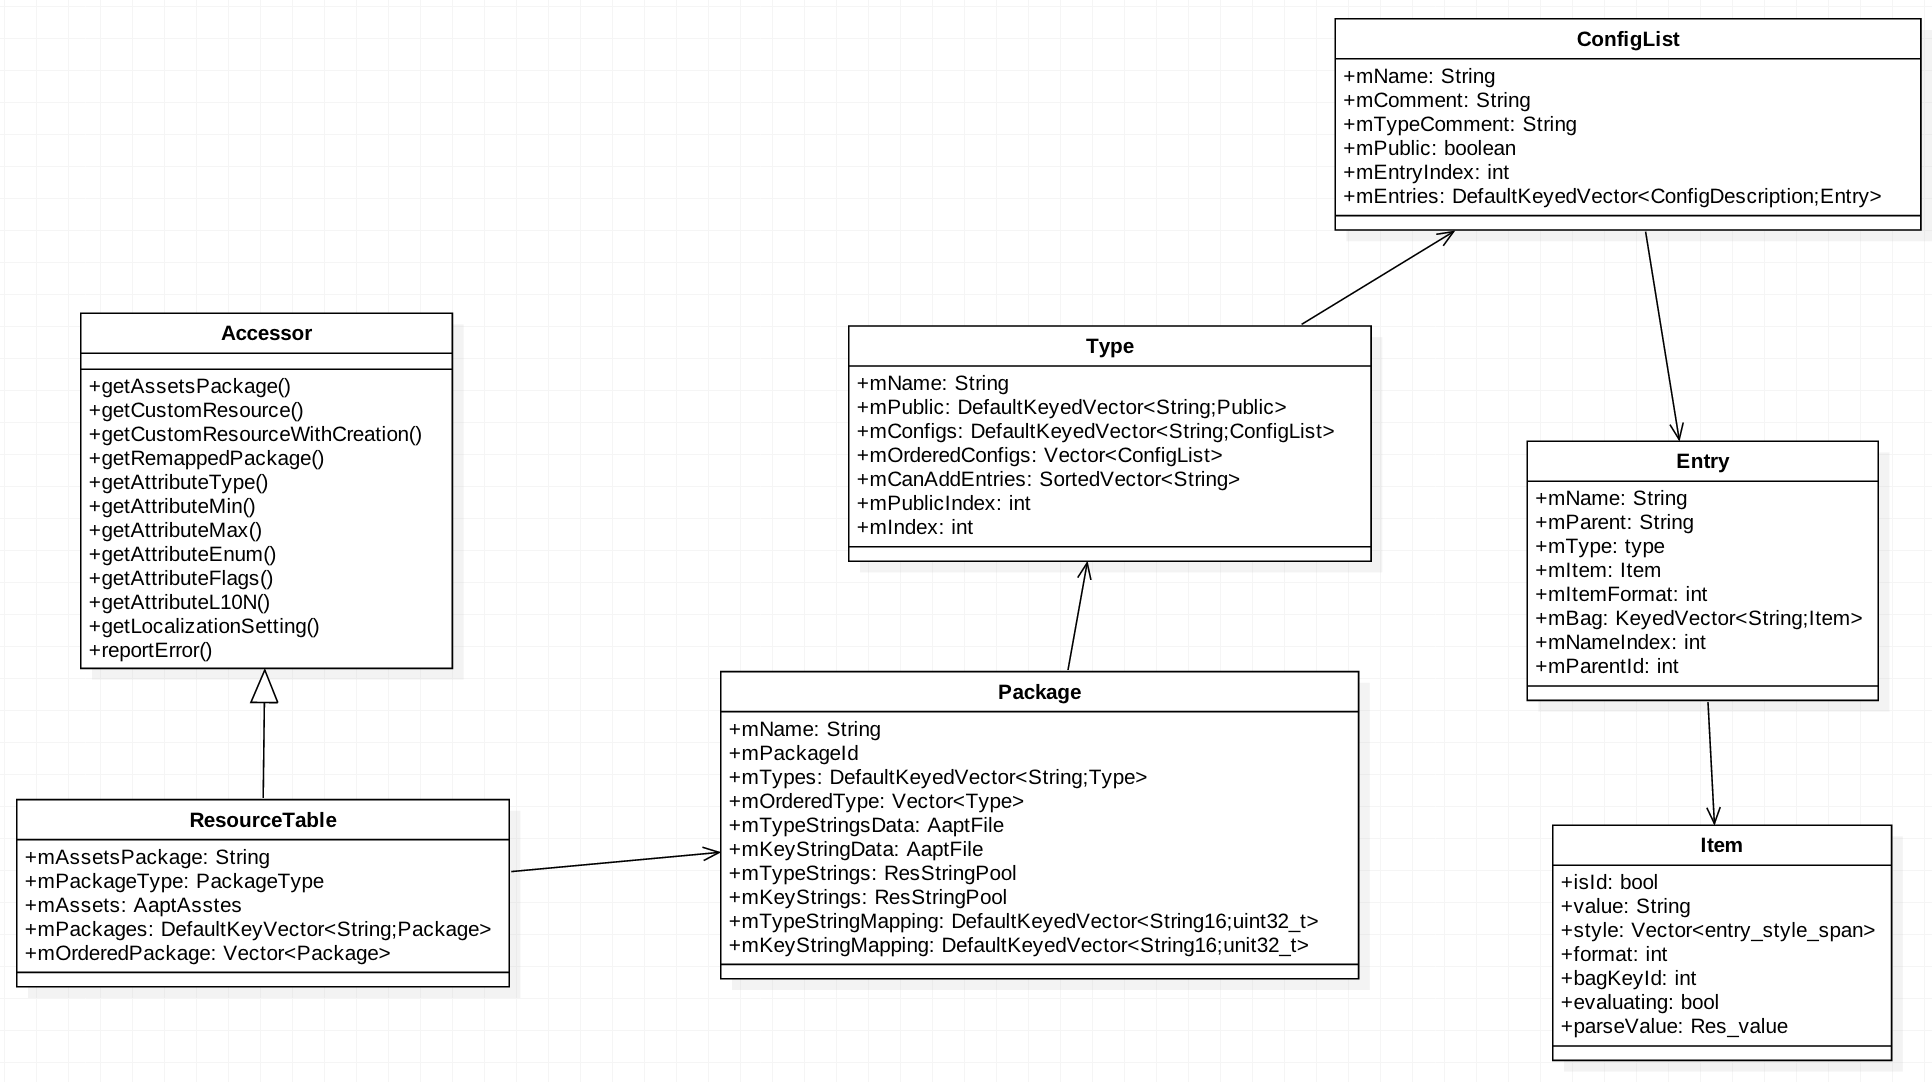 ConfigList
+mName: String
+mComment: String
+mTypeComment: String
+mPublic: boolean
+mEntryIndex: int
+mEntries: DefaultKeyedVector<ConfigDescription;Entry>
Accessor
+getAssetsPackage()
+getCustomResource()
+getCustomResourceWithCreation()
+getRemappedPackage()
+getAttributeType()
+getAttributeMin()
+getAttributeMax()
+getAttributeEnum()
+getAttributeFlags()
+getAttributeL10N()
+getLocalizationSetting()
+reportError()
Type
+mName: String
+mPublic: DefaultKeyedVector<String;Public>
+mConfigs: DefaultKeyedVector<String;ConfigList>
+mOrderedConfigs: Vector<ConfigList>
+mCanAddEntries: SortedVector<String>
+mPublicIndex: int
+mIndex: int
Entry
+mName: String
+mParent: String
+mType: type
+mItem: Item
+mItemFormat: int
+mBag: KeyedVector<String;Item>
+mNameIndex: int
+mParentId: int
Package
+mName: String
+mPackageId
+mTypes: DefaultKeyedVector<String;Type>
+mOrderedType: Vector<Type>
+mTypeStringsData: AaptFile
+mKeyStringData: AaptFile
+mTypeStrings: ResStringPool
+mKeyStrings: ResStringPool
+mTypeStringMapping: DefaultKeyedVector<String16;uint32_t>
+mKeyStringMapping: DefaultKeyedVector<String16;unit32_t>
ResourceTable
+mAssetsPackage: String
+mPackageType: PackageType
+mAssets: AaptAsstes
+mPackages: DefaultKeyVector<String;Package>
+mOrderedPackage: Vector<Package>
Item
+isId: bool
+value: String
+style: Vector<entry_style_span>
+format: int
+bagKeyId: int
+evaluating: bool
+parseValue: Res_value